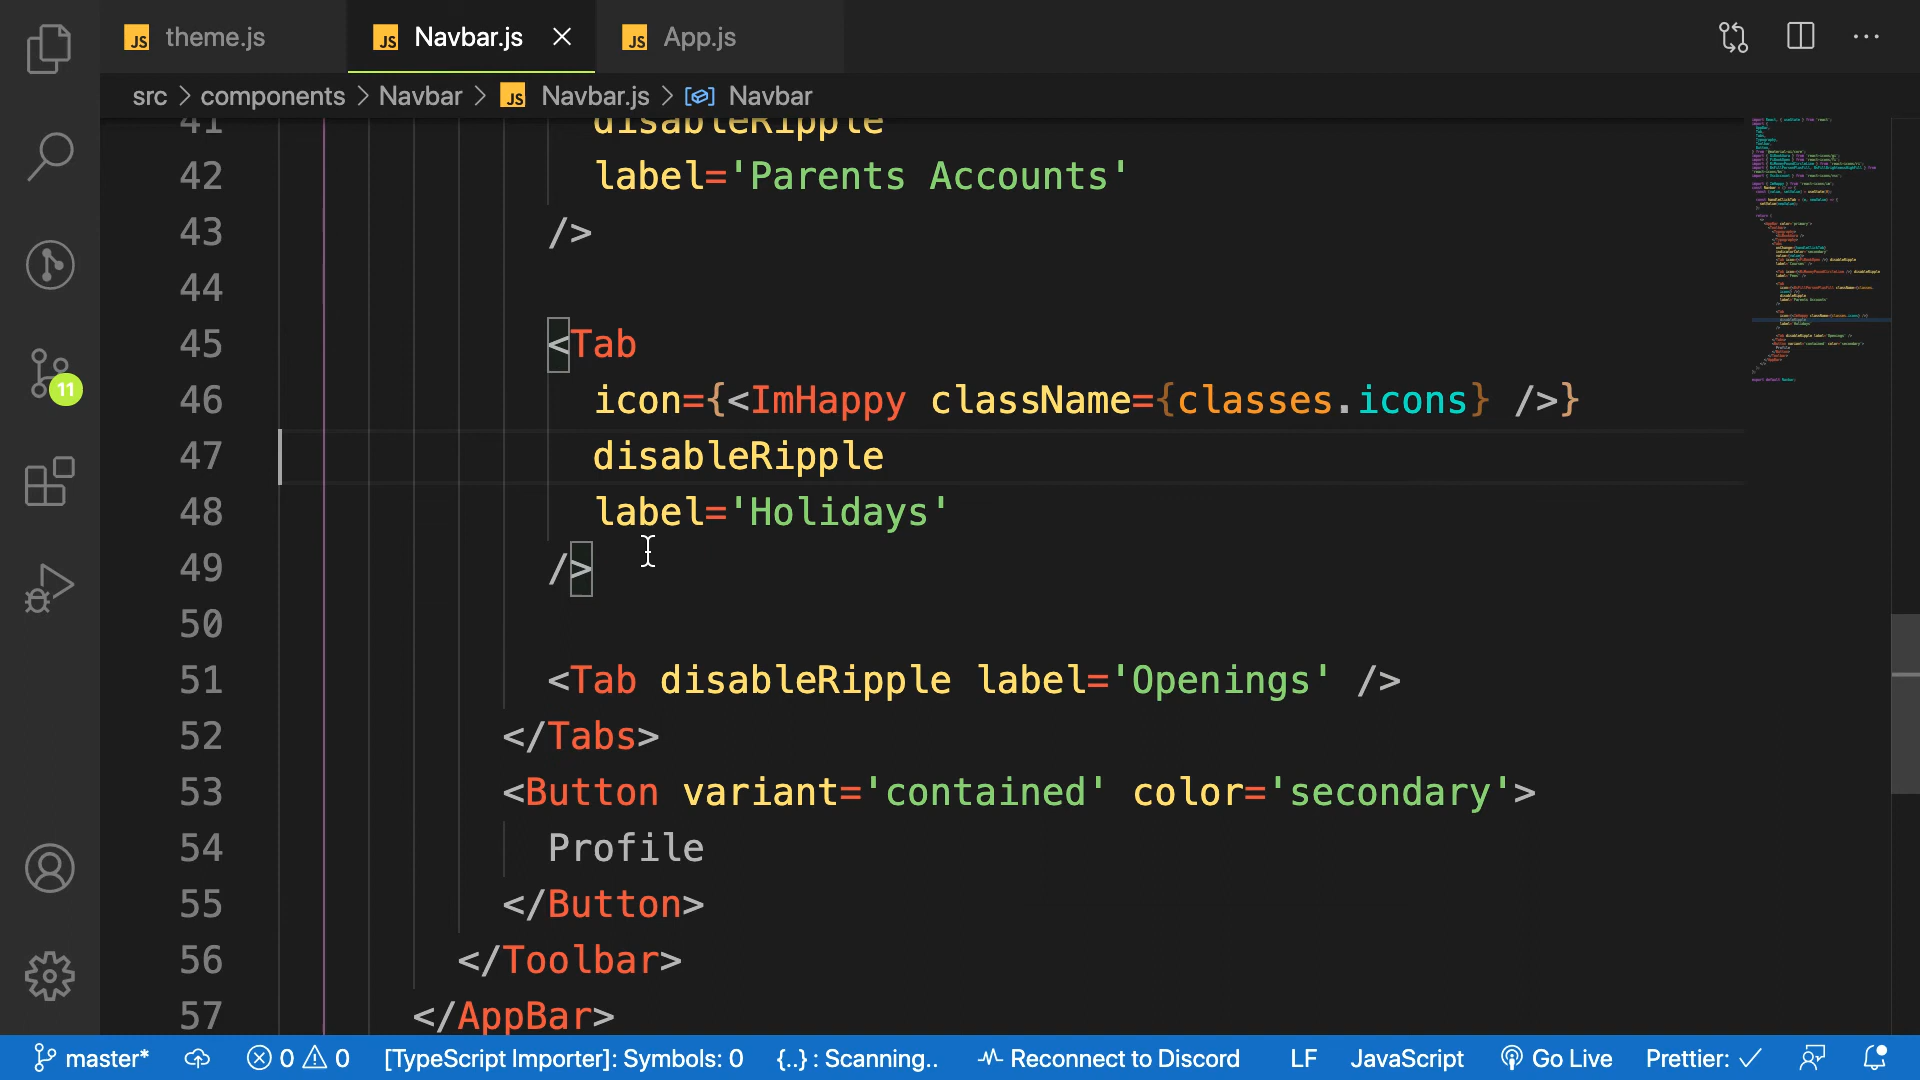 theme.js
Navbar.js
App.js
src > components > Navbar > Navbar.js > Navbar
41 disableRipple
42 label='Parents Accounts'
43 />
44
45 <Tab
46 icon={<ImHappy className={classes.icons} />}
47 disableRipple
48 label='Holidays'
49 />
50
51 <Tab disableRipple label='Openings' />
52 </Tabs>
53 <Button variant='contained' color='secondary'>
54 Profile
55 </Button>
56 </Toolbar>
57 </AppBar>
11
master* 0 0 [TypeScript Importer]: Symbols: 0 {..} : Scanning.. Reconnect to Discord LF JavaScript Go Live Prettier: ✓